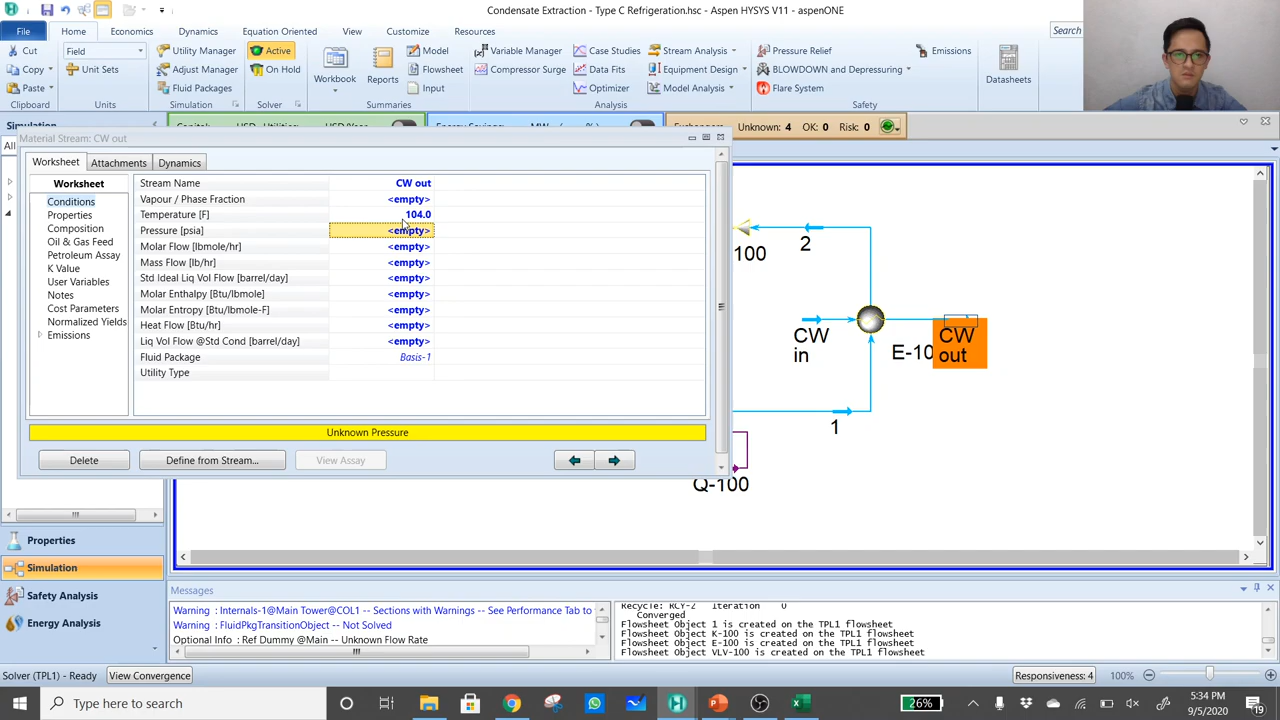 Condensate Extraction - Type C Refrigeration.hsc - Aspen HYSYS V11 - aspenONE
File Home Economics Dynamics Equation Oriented View Customize Resources Search
Cut Field Utility Manager Active Model Variable Manager Case Studies Stream Analysis Pressure Relief Emissions
Copy Unit Sets Adjust Manager On Hold Workbook Reports Flowsheet Compressor Surge Data Fits Equipment Design BLOWDOWN and Depressuring Datasheets
Paste Fluid Packages Input Optimizer Model Analysis Flare System
Clipboard Units Simulation Solver Summaries Analysis Safety
Unknown: 4 OK: 0 Risk: 0
Material Stream: CW out
All
Worksheet Attachments Dynamics
Worksheet
Conditions
Properties
Composition
Oil & Gas Feed
Petroleum Assay
K Value
User Variables
Notes
Cost Parameters
Normalized Yields
Emissions
Stream Name CW out
Vapour / Phase Fraction <empty>
Temperature [F] 104.0
Pressure [psia] <empty>
Molar Flow [lbmole/hr] <empty>
Mass Flow [lb/hr] <empty>
Std Ideal Liq Vol Flow [barrel/day] <empty>
Molar Enthalpy [Btu/lbmole] <empty>
Molar Entropy [Btu/lbmole-F] <empty>
Heat Flow [Btu/hr] <empty>
Liq Vol Flow @Std Cond [barrel/day] <empty>
Fluid Package Basis-1
Utility Type
Unknown Pressure
Delete Define from Stream... View Assay
100
2
CW in
E-10
CW out
1
Q-100
Properties
Simulation
Safety Analysis
Energy Analysis
Messages
Warning : Internals-1@Main Tower@COL1 -- Sections with Warnings -- See Performance Tab to
Warning : FluidPkgTransitionObject -- Not Solved
Optional Info : Ref Dummy @Main -- Unknown Flow Rate
Recycle: RCY-2 Iteration 0
Converged
Flowsheet Object 1 is created on the TPL1 flowsheet
Flowsheet Object K-100 is created on the TPL1 flowsheet
Flowsheet Object E-100 is created on the TPL1 flowsheet
Flowsheet Object VLV-100 is created on the TPL1 flowsheet
Solver (TPL1) - Ready View Convergence Responsiveness: 4 100%
Type here to search
26%
5:34 PM
9/5/2020
19